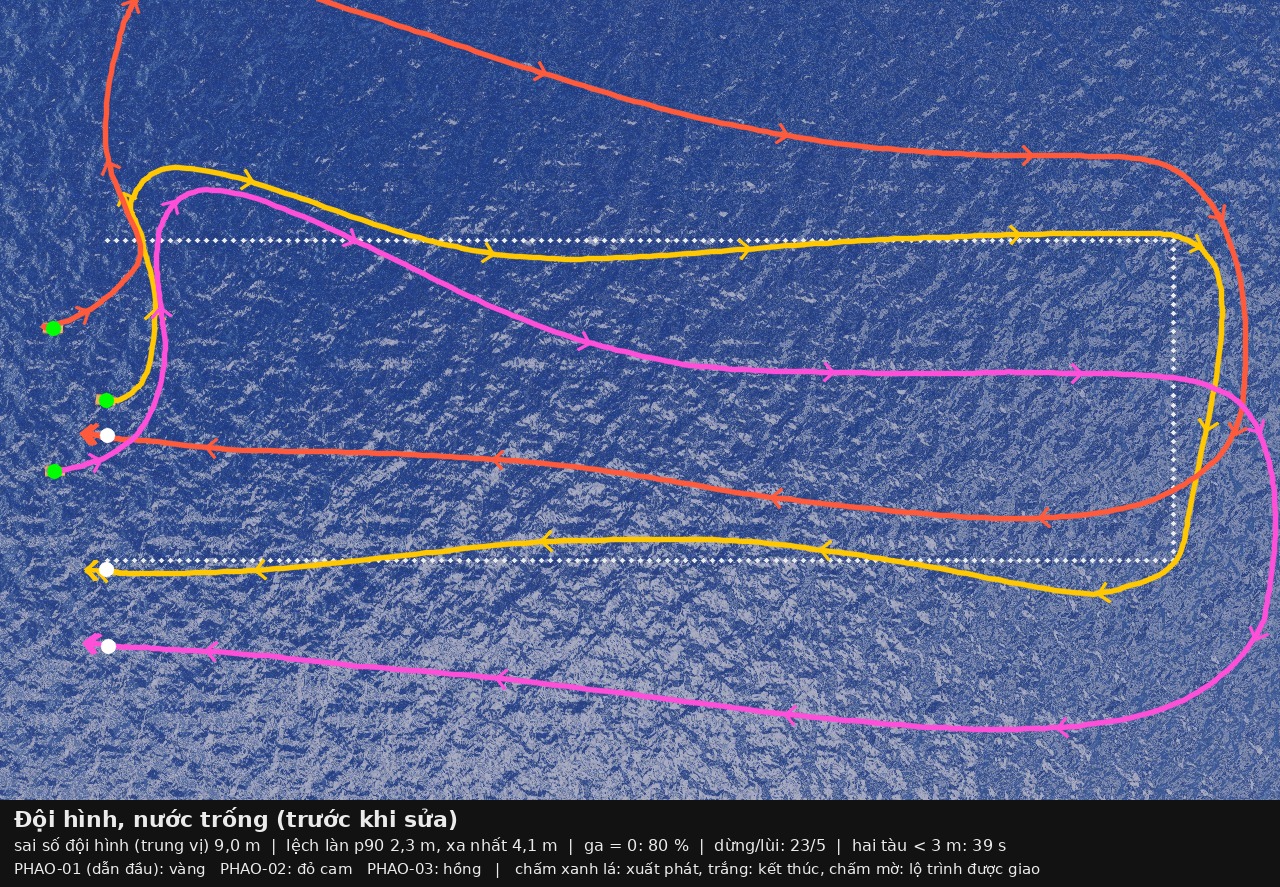 Đội hình, nước trống (trước khi sửa)
sai số đội hình (trung vị) 9,0 m | lệch làn p90 2,3 m, xa nhất 4,1 m | ga = 0: 80 % | dừng/lùi: 23/5 | hai tàu < 3 m: 39 s
PHAO-01 (dẫn đầu): vàng PHAO-02: đỏ cam PHAO-03: hồng | chấm xanh lá: xuất phát, trắng: kết thúc, chấm mờ: lộ trình được giao